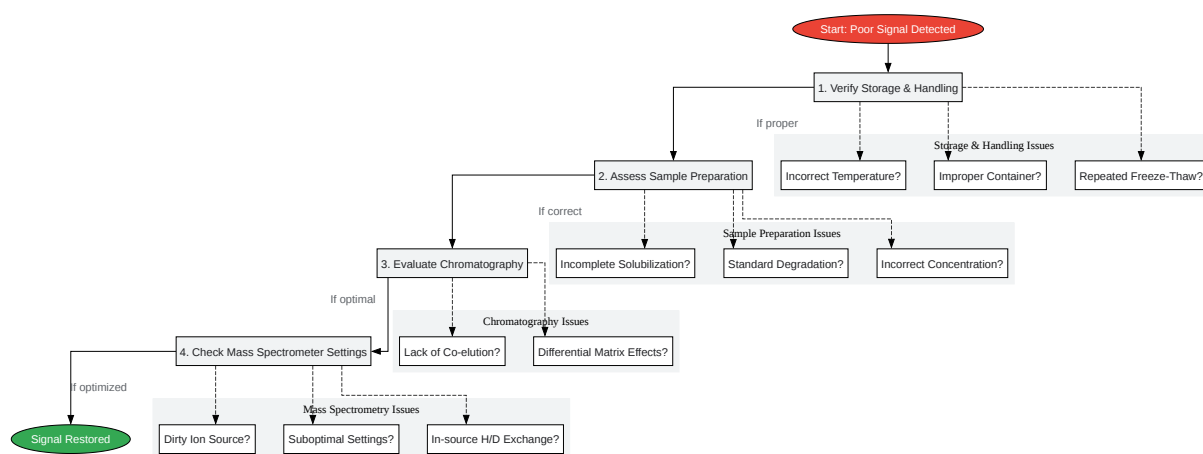 Start: Poor Signal Detected
1. Verify Storage & Handling
If proper
Storage & Handling Issues
Incorrect Temperature?
Improper Container?
Repeated Freeze-Thaw?
2. Assess Sample Preparation
If correct
Sample Preparation Issues
Incomplete Solubilization?
Standard Degradation?
Incorrect Concentration?
3. Evaluate Chromatography
If optimal
Chromatography Issues
Lack of Co-elution?
Differential Matrix Effects?
4. Check Mass Spectrometer Settings
If optimized
Mass Spectrometry Issues
Dirty Ion Source?
Suboptimal Settings?
In-source H/D Exchange?
Signal Restored